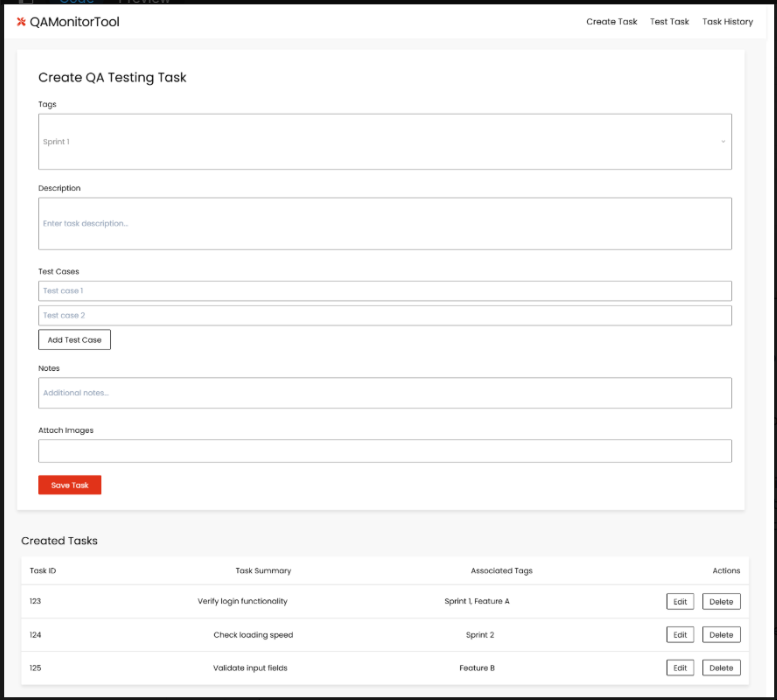 Code Preview
QAMonitorTool Create Task Test Task Task History
Create QA Testing Task
Tags
Sprint 1
Description
Enter task description...
Test Cases
Test case 1
Test case 2
Add Test Case
Notes
Additional notes...
Attach Images
Save Task
Created Tasks
Task ID Task Summary Associated Tags Actions
123 Verify login functionality Sprint 1, Feature A Edit Delete
124 Check loading speed Sprint 2 Edit Delete
125 Validate input fields Feature B Edit Delete